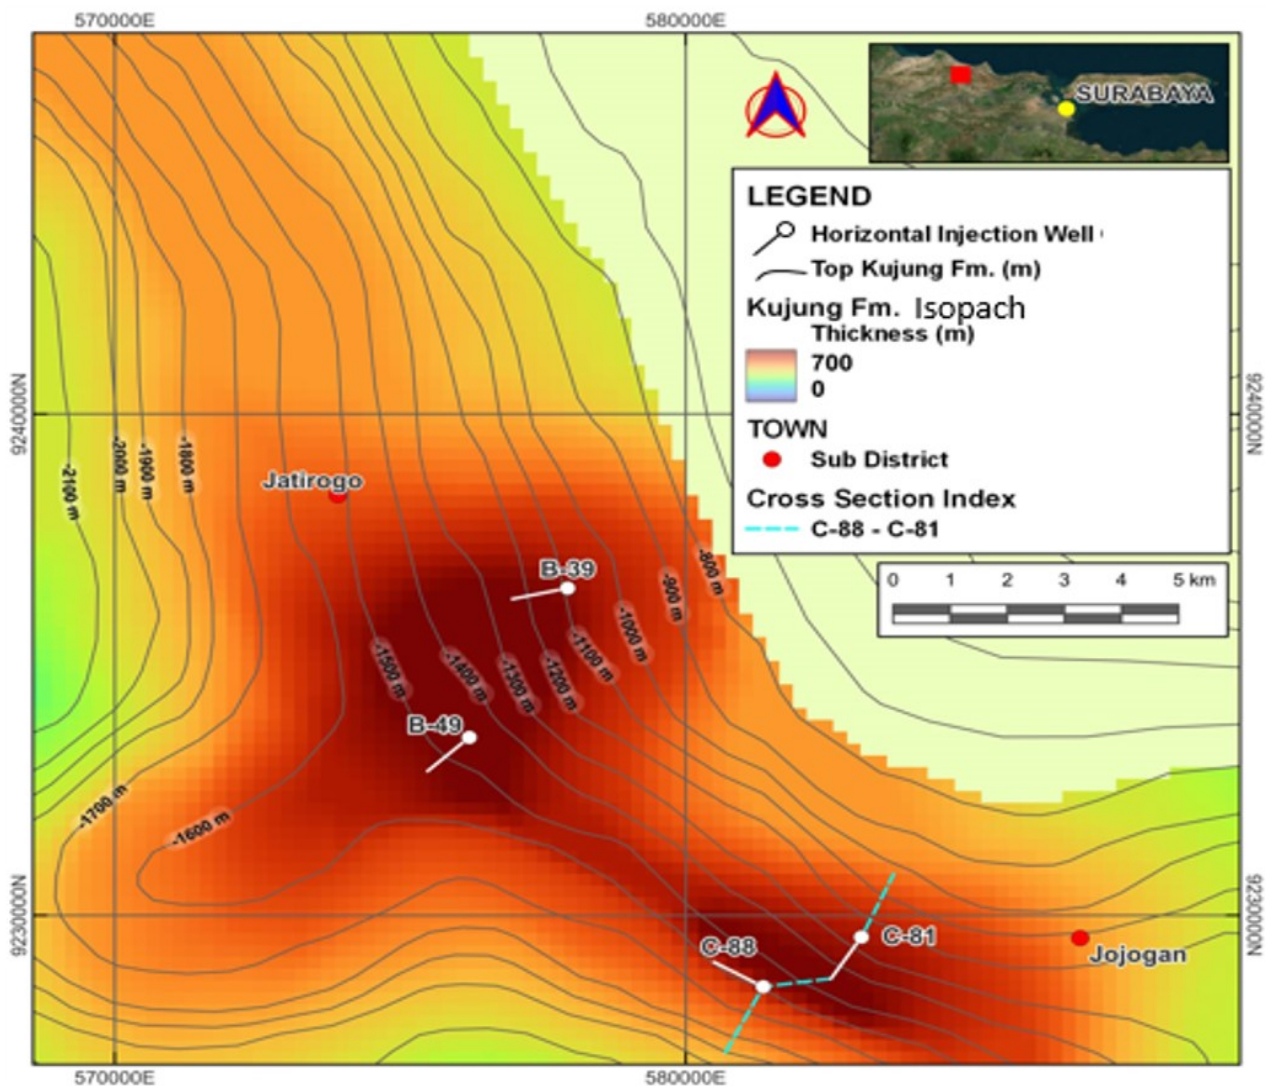 570000E
580000E
SURABAYA
LEGEND
Horizontal Injection Well
Top Kujung Fm. (m)
Kujung Fm. Isopach
Thickness (m)
700
0
TOWN
Sub District
Cross Section Index
C-88 - C-81
0 1 2 3 4 5 km
9240000N
9240000N
-2100 m
-2000 m
-1900 m
-1800 m
Jatirogo
B-39
-800 m
-900 m
-1000 m
-1100 m
-1200 m
-1300 m
-1400 m
-1500 m
B-49
-1700 m
-1600 m
9230000N
9230000N
C-88
C-81
Jojogan
570000E
580000E